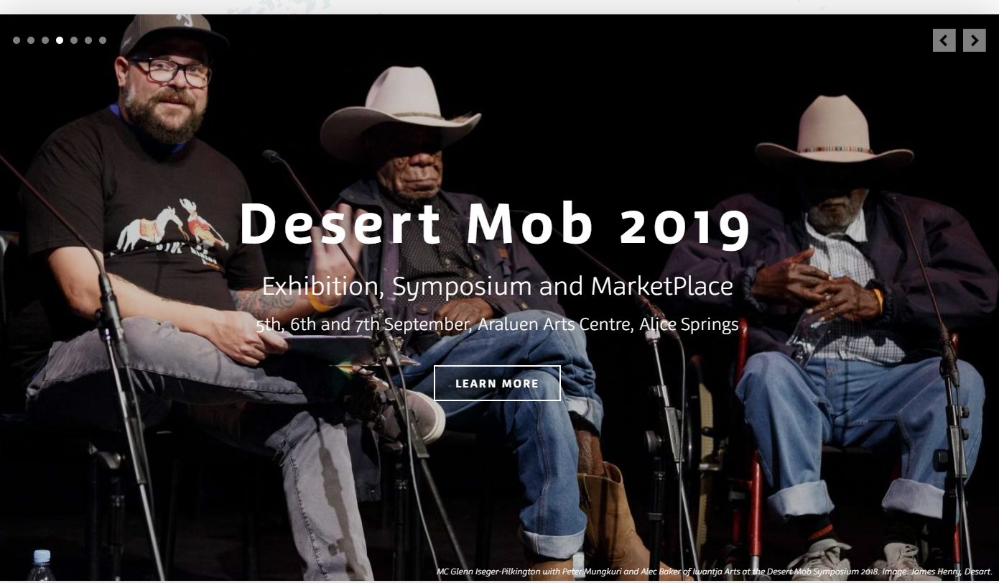 Desert Mob 2019
Exhibition, Symposium and MarketPlace
5th, 6th and 7th September, Araluen Arts Centre, Alice Springs
LEARN MORE
MC Glenn Iseger-Pilkington with Peter Mungkuri and Alec Baker of Iwantja Arts at the Desert Mob Symposium 2018. Image: James Henry, Desart.